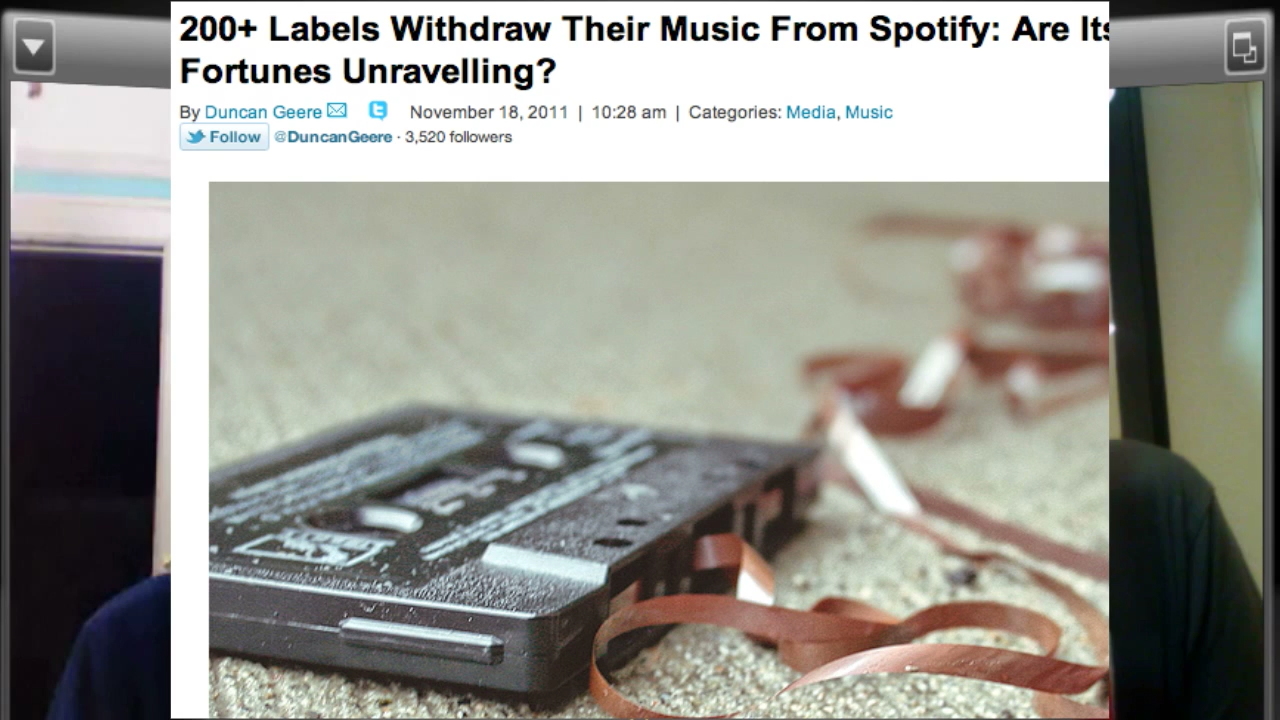 200+ Labels Withdraw Their Music From Spotify: Are Its
Fortunes Unravelling?
By Duncan Geere November 18, 2011 | 10:28 am | Categories: Media, Music
Follow @DuncanGeere · 3,520 followers